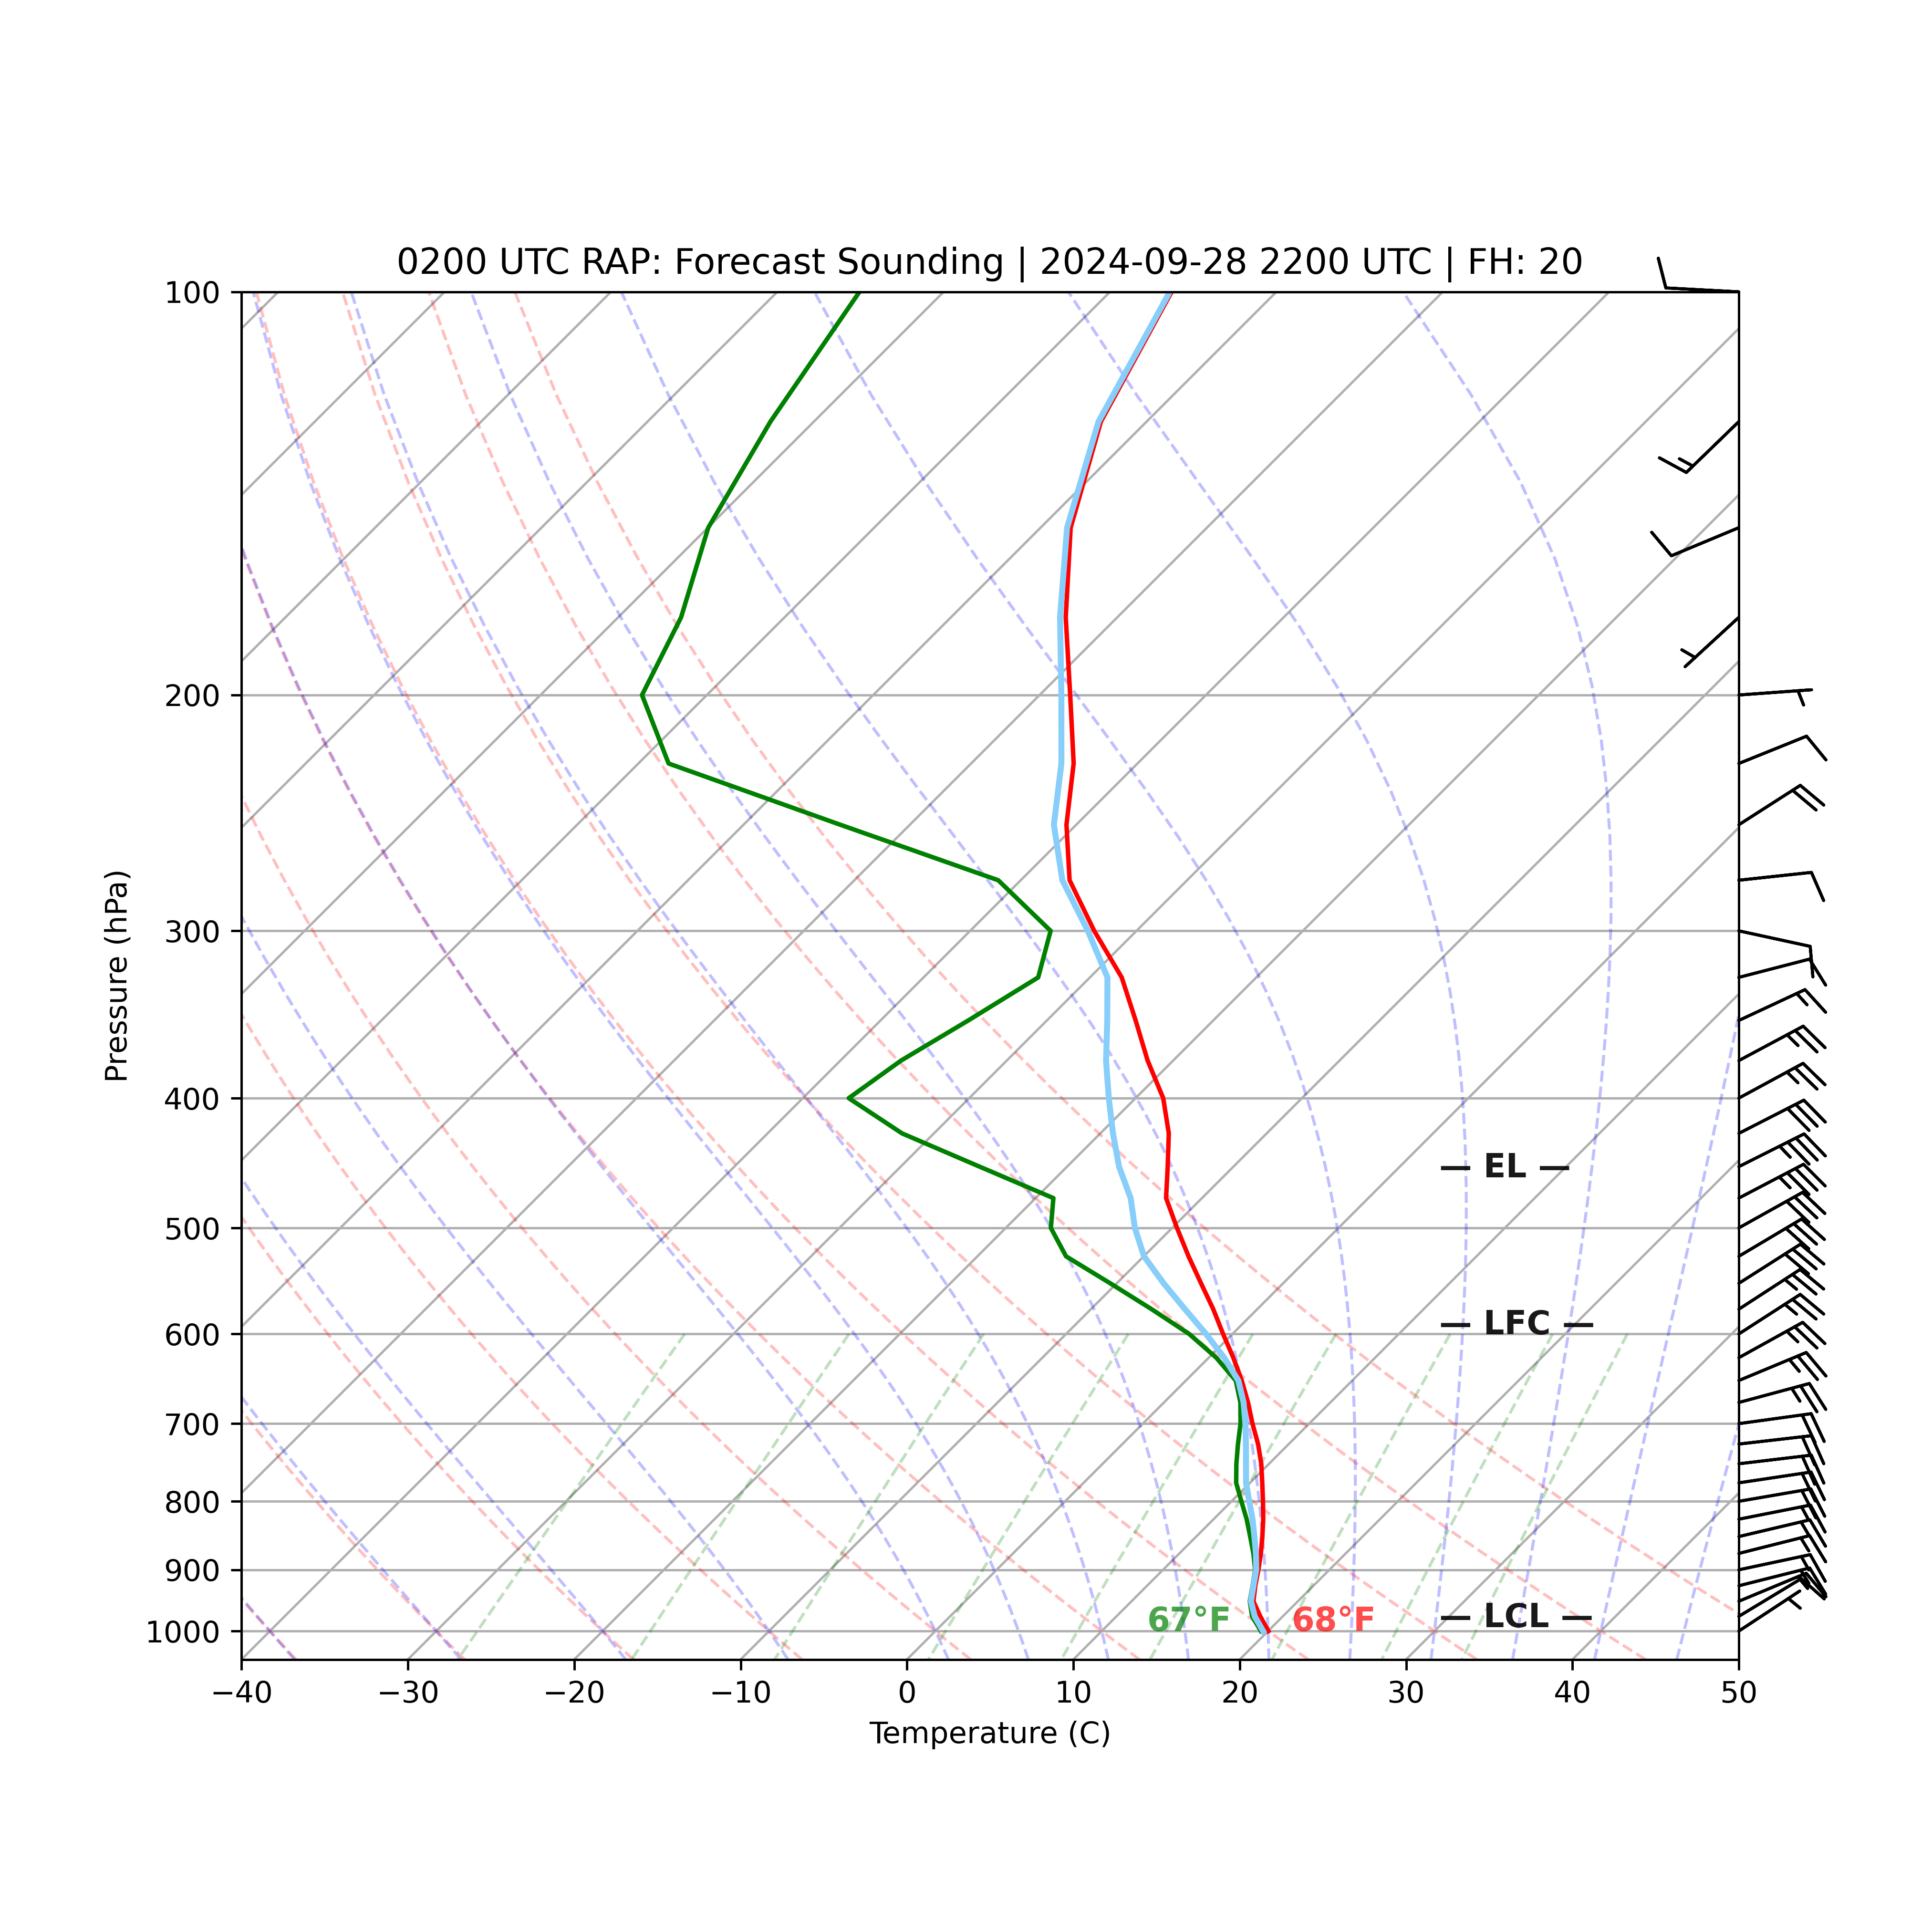 0200 UTC RAP: Forecast Sounding | 2024-09-28 2200 UTC | FH: 20
100
200
300
400
500
600
700
800
900
1000
Pressure (hPa)
— EL —
— LFC —
— LCL —
67°F
68°F
−40 −30 −20 −10 0 10 20 30 40 50
Temperature (C)